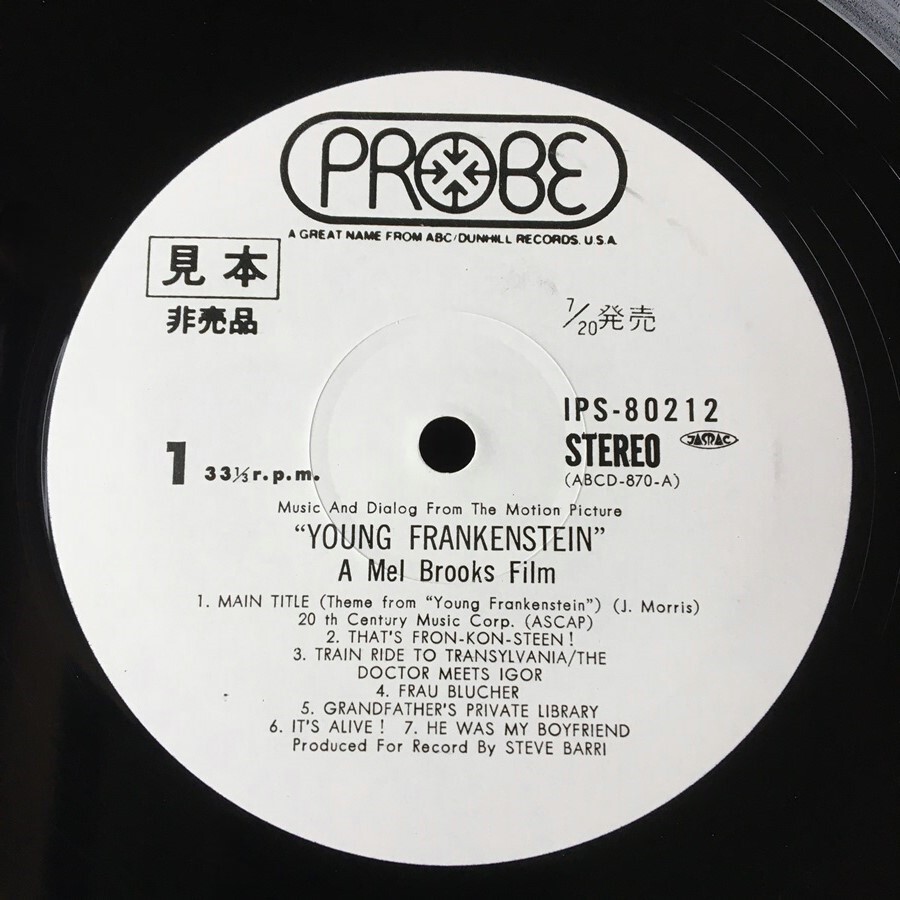 PROBE
A GREAT NAME FROM ABC/DUNHILL RECORDS. U.S.A.
見本
非売品
7/20発売
IPS-80212
STEREO JASRAC
(ABCD-870-A)
1 33⅓ r.p.m.
Music And Dialog From The Motion Picture
“YOUNG FRANKENSTEIN”
A Mel Brooks Film
1. MAIN TITLE (Theme from “Young Frankenstein”) (J. Morris)
20 th Century Music Corp. (ASCAP)
2. THAT'S FRON-KON-STEEN!
3. TRAIN RIDE TO TRANSYLVANIA/THE
DOCTOR MEETS IGOR
4. FRAU BLUCHER
5. GRANDFATHER'S PRIVATE LIBRARY
6. IT'S ALIVE! 7. HE WAS MY BOYFRIEND
Produced For Record By STEVE BARRI